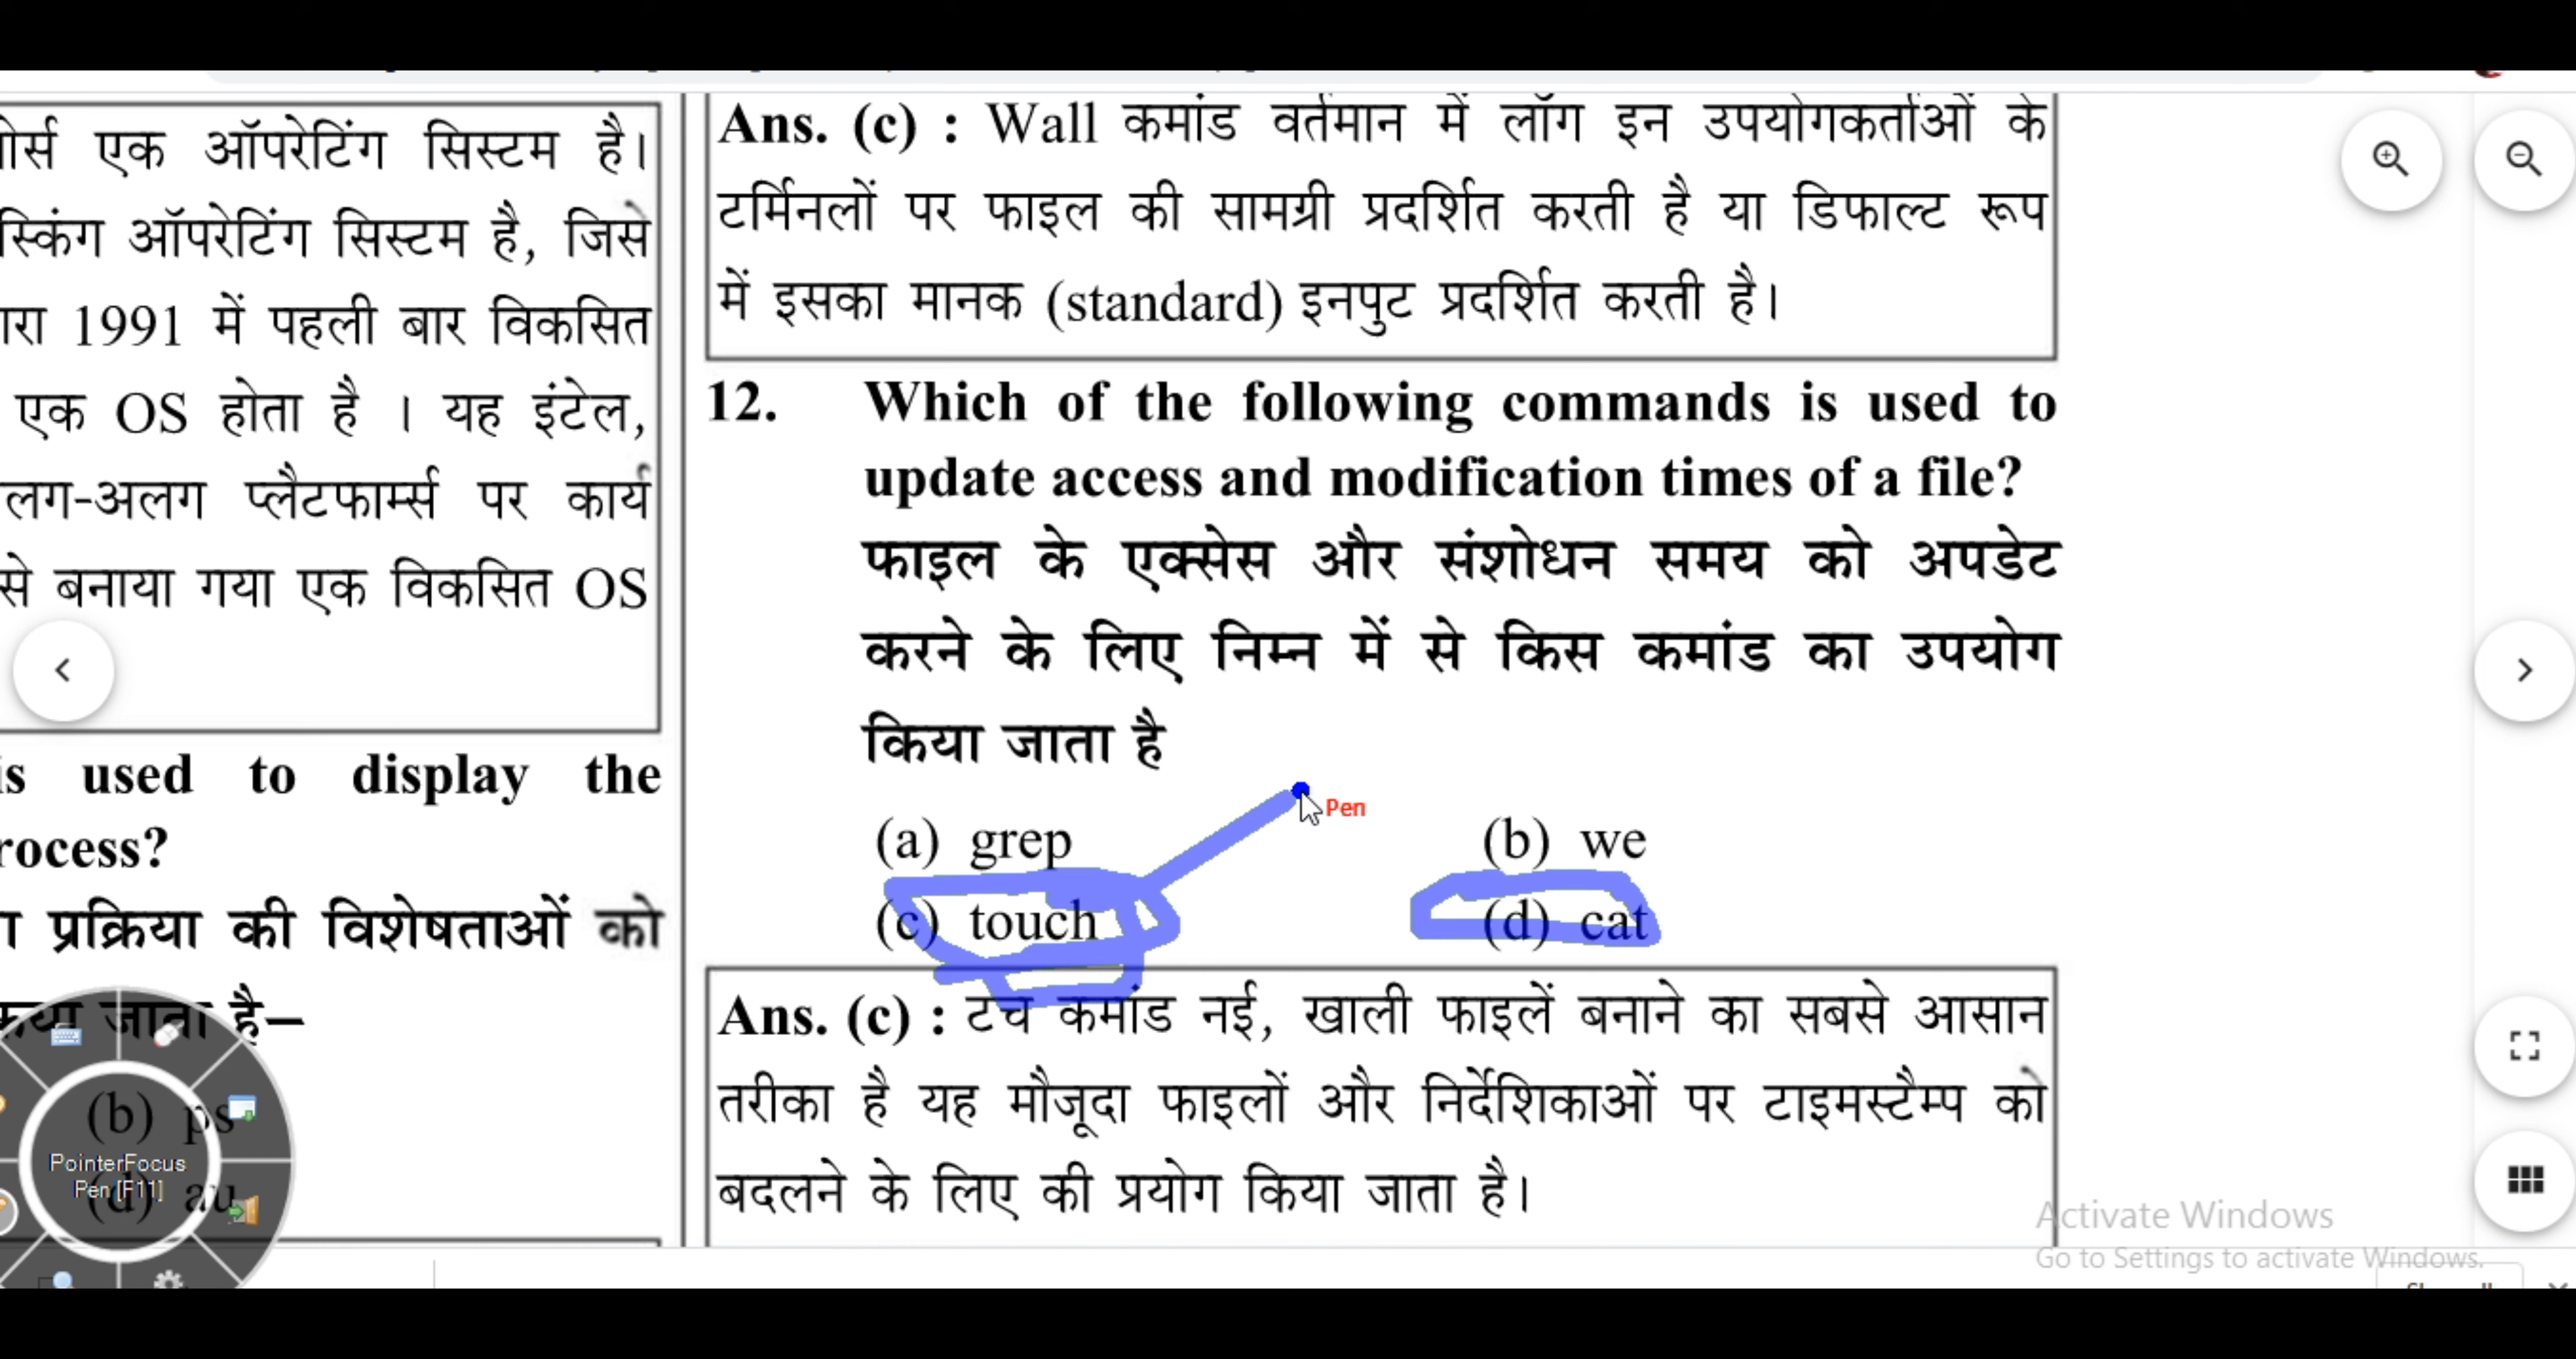 एक ऑपरेटिंग सिस्टम है।
ऑपरेटिंग सिस्टम है, जिसे
1991 में पहली बार विकसित
एक OS होता है । यह इंटेल,
लग-अलग प्लैटफार्म्स पर कार्य
से बनाया गया एक विकसित OS
is used to display the
rocess?
प्रक्रिया की विशेषताओं को
जाता है–
(b) ps
(d) au
PointerFocus
Pen [F11]
Ans. (c) : Wall कमांड वर्तमान में लॉग इन उपयोगकर्ताओं के
टर्मिनलों पर फाइल की सामग्री प्रदर्शित करती है या डिफाल्ट रूप
में इसका मानक (standard) इनपुट प्रदर्शित करती है।
12. Which of the following commands is used to
update access and modification times of a file?
फाइल के एक्सेस और संशोधन समय को अपडेट
करने के लिए निम्न में से किस कमांड का उपयोग
किया जाता है
Pen
(a) grep (b) we
(c) touch (d) cat
Ans. (c) : टच कमांड नई, खाली फाइलें बनाने का सबसे आसान
तरीका है यह मौजूदा फाइलों और निर्देशिकाओं पर टाइमस्टैम्प को
बदलने के लिए की प्रयोग किया जाता है।
Activate Windows
Go to Settings to activate Windows.